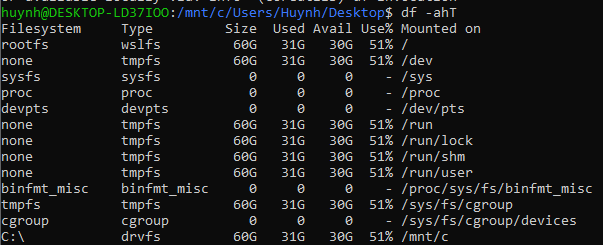 huynh@DESKTOP-LD37IOO:/mnt/c/Users/Huynh/Desktop$ df -ahT
Filesystem     Type         Size  Used Avail Use% Mounted on
rootfs         wslfs         60G   31G   30G  51% /
none           tmpfs         60G   31G   30G  51% /dev
sysfs          sysfs           0     0     0    - /sys
proc           proc            0     0     0    - /proc
devpts         devpts          0     0     0    - /dev/pts
none           tmpfs         60G   31G   30G  51% /run
none           tmpfs         60G   31G   30G  51% /run/lock
none           tmpfs         60G   31G   30G  51% /run/shm
none           tmpfs         60G   31G   30G  51% /run/user
binfmt_misc    binfmt_misc     0     0     0    - /proc/sys/fs/binfmt_misc
tmpfs          tmpfs         60G   31G   30G  51% /sys/fs/cgroup
cgroup         cgroup          0     0     0    - /sys/fs/cgroup/devices
C:\            drvfs         60G   31G   30G  51% /mnt/c